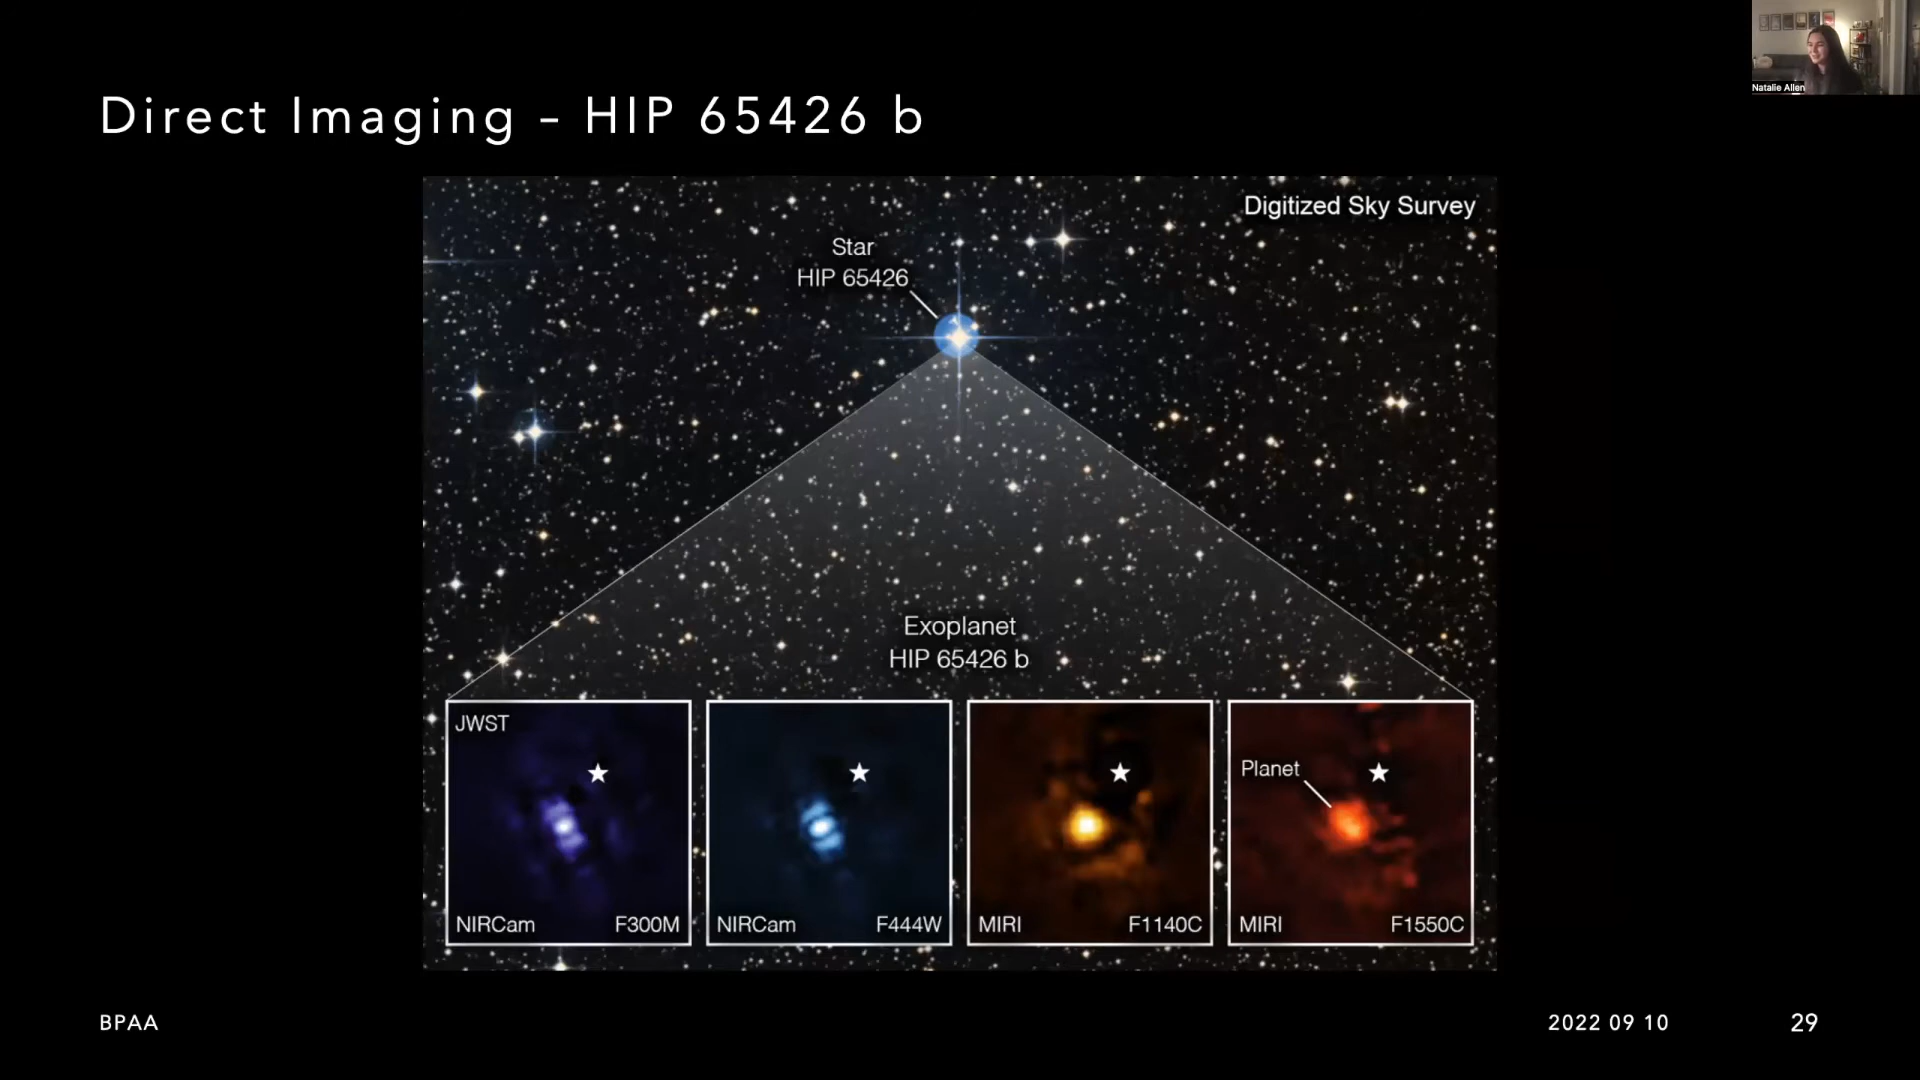 Natalie Allen
Direct Imaging – HIP 65426 b
Digitized Sky Survey
Star
HIP 65426
Exoplanet
HIP 65426 b
JWST
NIRCam F300M
NIRCam F444W
MIRI F1140C
Planet
MIRI F1550C
BPAA
2022 09 10
29